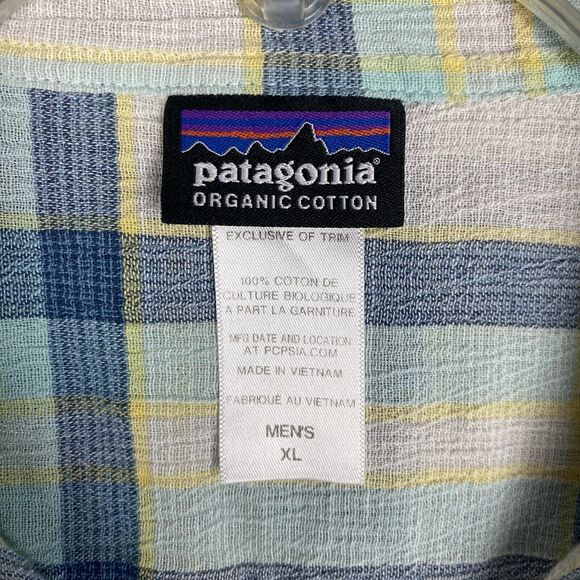 patagonia®
ORGANIC COTTON
EXCLUSIVE OF TRIM
100% COTON DE
CULTURE BIOLOGIQUE
A PART LA GARNITURE
MFG DATE AND LOCATION
AT PCPSIA.COM
MADE IN VIETNAM
FABRIQUÉ AU VIETNAM
MEN'S
XL